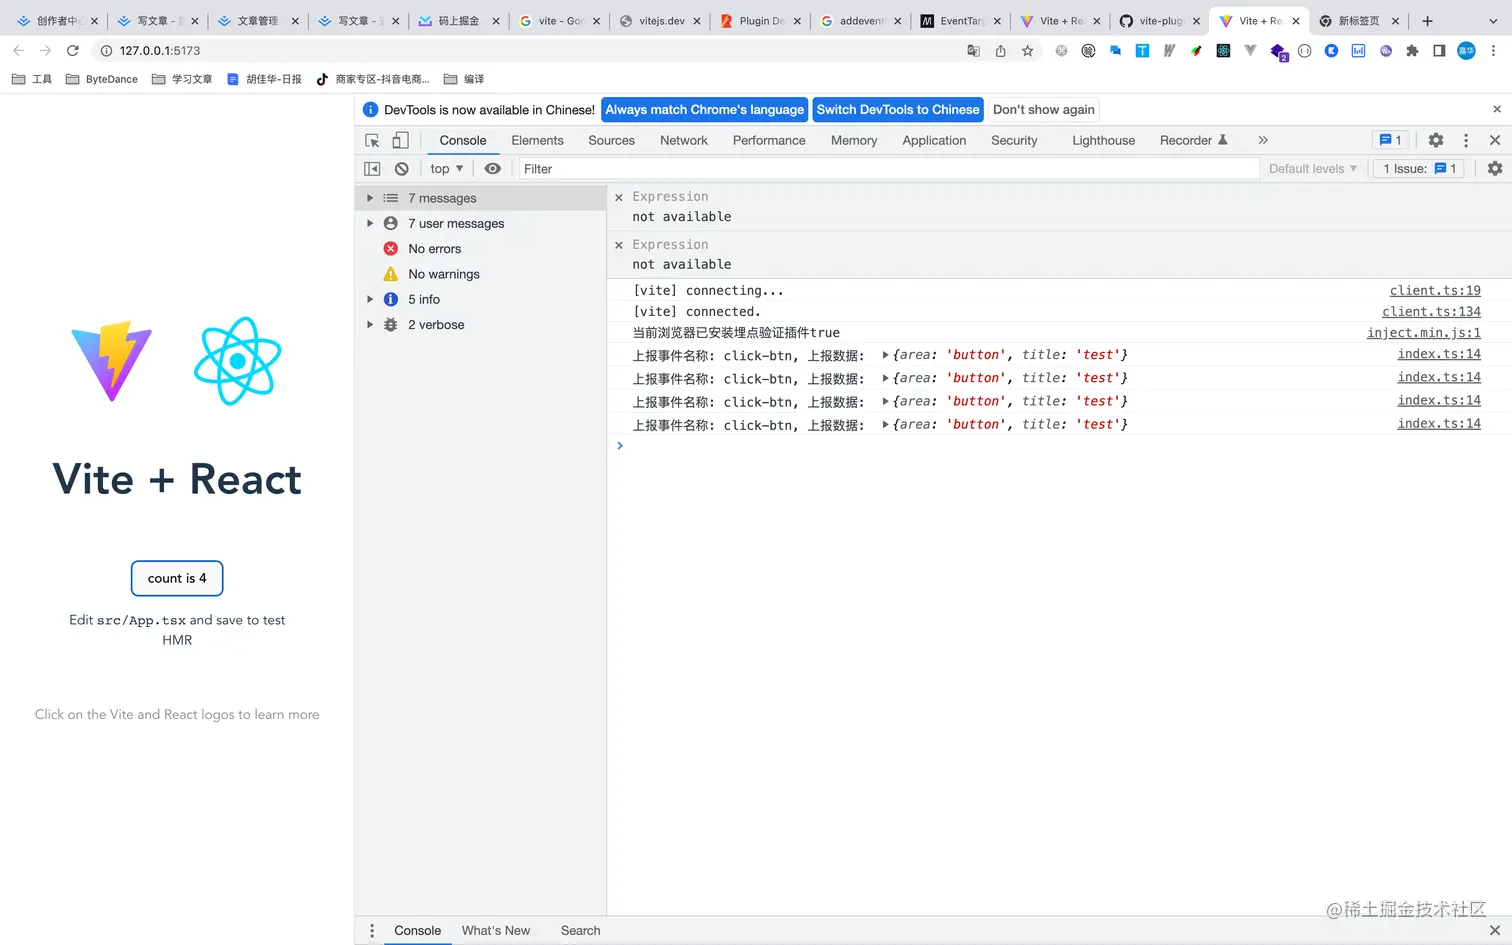 创作者中
写文章 -
文章管理
写文章 -
码上掘金
vite - Goo
vitejs.dev
Plugin De
addevent
EventTarg
Vite + Re
vite-plug
Vite + Re
新标签页
127.0.0.1:5173
工具
ByteDance
学习文章
胡佳华-日报
商家专区-抖音电商...
编译
DevTools is now available in Chinese!
Always match Chrome's language
Switch DevTools to Chinese
Don't show again
Console
Elements
Sources
Network
Performance
Memory
Application
Security
Lighthouse
Recorder
1
top
Filter
Default levels
1 Issue: 1
7 messages
7 user messages
No errors
No warnings
5 info
2 verbose
Expression
not available
Expression
not available
[vite] connecting... client.ts:19
[vite] connected. client.ts:134
当前浏览器已安装埋点验证插件true inject.min.js:1
上报事件名称: click-btn, 上报数据: {area: 'button', title: 'test'} index.ts:14
上报事件名称: click-btn, 上报数据: {area: 'button', title: 'test'} index.ts:14
上报事件名称: click-btn, 上报数据: {area: 'button', title: 'test'} index.ts:14
上报事件名称: click-btn, 上报数据: {area: 'button', title: 'test'} index.ts:14
Vite + React
count is 4
Edit src/App.tsx and save to test
HMR
Click on the Vite and React logos to learn more
Console
What's New
Search
@稀土掘金技术社区